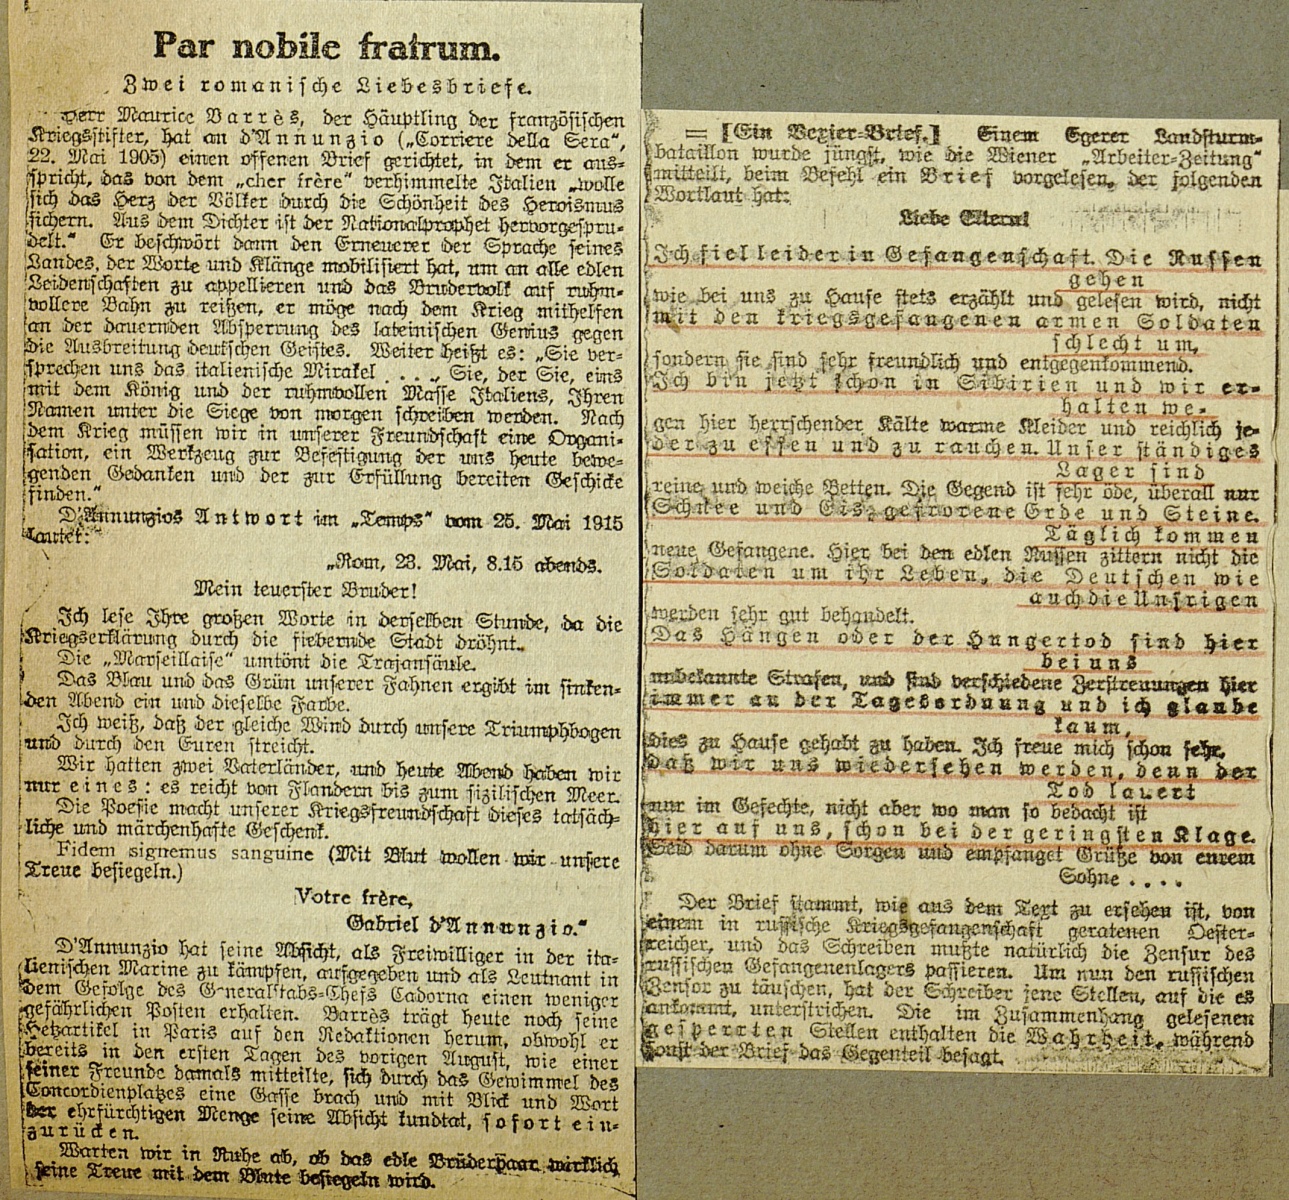 Par nobile fratrum.
Zwei romanische Liebesbriefe.
Herr Maurice Barrès, der Häuptling der französischen
Kriegsstifter, hat an d'Annunzio („Corriere della Sera“,
22. Mai 1905) einen offenen Brief gerichtet, in dem er aus-
spricht, das von dem „cher frère“ verhimmelte Italien „wolle
sich das Herz der Völker durch die Schönheit des Heroismus
sichern. Aus dem Dichter ist der Nationalprophet hervorgespru-
delt.“ Er beschwört dann den Erneuerer der Sprache seines
Landes, der Worte und Klänge mobilisiert hat, um an alle edlen
Leidenschaften zu appellieren und das Brudervolk auf ruhm-
vollere Bahn zu reißen, er möge nach dem Krieg mithelfen
an der dauernden Absperrung des lateinischen Genius gegen
die Ausbreitung deutschen Geistes. Weiter heißt es: „Sie ver-
sprechen uns das italienische Mirakel . . . Sie, der Sie, eins
mit dem König und der ruhmvollen Masse Italiens, Ihren
Namen unter die Siege von morgen schreiben werden. Nach
dem Krieg müssen wir in unserer Freundschaft eine Organi-
sation, ein Werkzeug zur Befestigung der uns heute bewe-
genden Gedanken und der zur Erfüllung bereiten Geschicke
finden.“
D'Annunzios Antwort im „Temps“ vom 25. Mai 1915
lautet:
„Rom, 23. Mai, 8.15 abends.
Mein teuerster Bruder!
Ich lese Ihre großen Worte in derselben Stunde, da die
Kriegserklärung durch die fiebernde Stadt dröhnt.
Die „Marseillaise“ umtönt die Trajansäule.
Das Blau und das Grün unserer Fahnen ergibt im sinken-
den Abend ein und dieselbe Farbe.
Ich weiß, daß der gleiche Wind durch unsere Triumphbogen
und durch den Euren streicht.
Wir hatten zwei Vaterländer, und heute Abend haben wir
nur eines: es reicht von Flandern bis zum sizilischen Meer.
Die Poesie macht unserer Kriegsfreundschaft dieses tatsäch-
liche und märchenhafte Geschenk.
Fidem signemus sanguine (Mit Blut wollen wir unsere
Treue besiegeln.)
Votre frère,
Gabriel d'Annunzio.“
D'Annunzio hat seine Absicht, als Freiwilliger in der ita-
lienischen Marine zu kämpfen, aufgegeben und als Leutnant in
dem Gefolge des Generalstabs-Chefs Cadorna einen weniger
gefährlichen Posten erhalten. Barrès trägt heute noch seine
Hetzartikel in Paris auf den Redaktionen herum, obwohl er
bereits in den ersten Tagen des vorigen August, wie einer
seiner Freunde damals mitteilte, sich durch das Gewimmel des
Concordienplatzes eine Gasse brach und mit Blick und Wort
der ehrfürchtigen Menge seine Absicht kundtat, sofort ein-
zurücken.
Warten wir in Ruhe ab, ob das edle Brüderpaar wirklich
seine Treue mit dem Blute besiegeln wird.
= [Ein Vexier-Brief.] Einem Egerer Landsturm-
bataillon wurde jüngst, wie die Wiener „Arbeiter-Zeitung“
mitteilt, beim Befehl ein Brief vorgelesen, der folgenden
Wortlaut hat:
Liebe Eltern!
Ich fiel leider in Gefangenschaft. Die Russen
gehen
wie bei uns zu Hause stets erzählt und gelesen wird, nicht
mit den kriegsgefangenen armen Soldaten
schlecht um,
sondern sie sind sehr freundlich und entgegenkommend.
Ich bin jetzt schon in Sibirien und wir er-
halten we-
gen hier herrschender Kälte warme Kleider und reichlich je-
der zu essen und zu rauchen. Unser ständiges
Lager sind
reine und weiche Betten. Die Gegend ist sehr öde, überall nur
Schnee und Eis, gefrorene Erde und Steine.
Täglich kommen
neue Gefangene. Hier bei den edlen Russen zittern nicht die
Soldaten um ihr Leben, die Deutschen wie
auch die Unsrigen
werden sehr gut behandelt.
Das Hängen oder der Hungertod sind hier
bei uns
unbekannte Strafen, und sind verschiedene Zerstreuungen hier
immer an der Tagesordnung und ich glaube
kaum,
dies zu Hause gehabt zu haben. Ich freue mich schon sehr,
daß wir uns wiedersehen werden, denn der
Tod lauert
nur im Gefechte, nicht aber wo man so bedacht ist
hier auf uns, schon bei der geringsten Klage.
Seid darum ohne Sorgen und empfanget Grüße von eurem
Sohne . . . .
Der Brief stammt, wie aus dem Text zu ersehen ist, von
einem in russische Kriegsgefangenschaft geratenen Oester-
reicher, und das Schreiben mußte natürlich die Zensur des
russischen Gefangenenlagers passieren. Um nun den russischen
Zensor zu täuschen, hat der Schreiber jene Stellen, auf die es
ankommt, unterstrichen. Die im Zusammenhang gelesenen
gesperrten Stellen enthalten die Wahrheit, während
sonst der Brief das Gegenteil besagt.